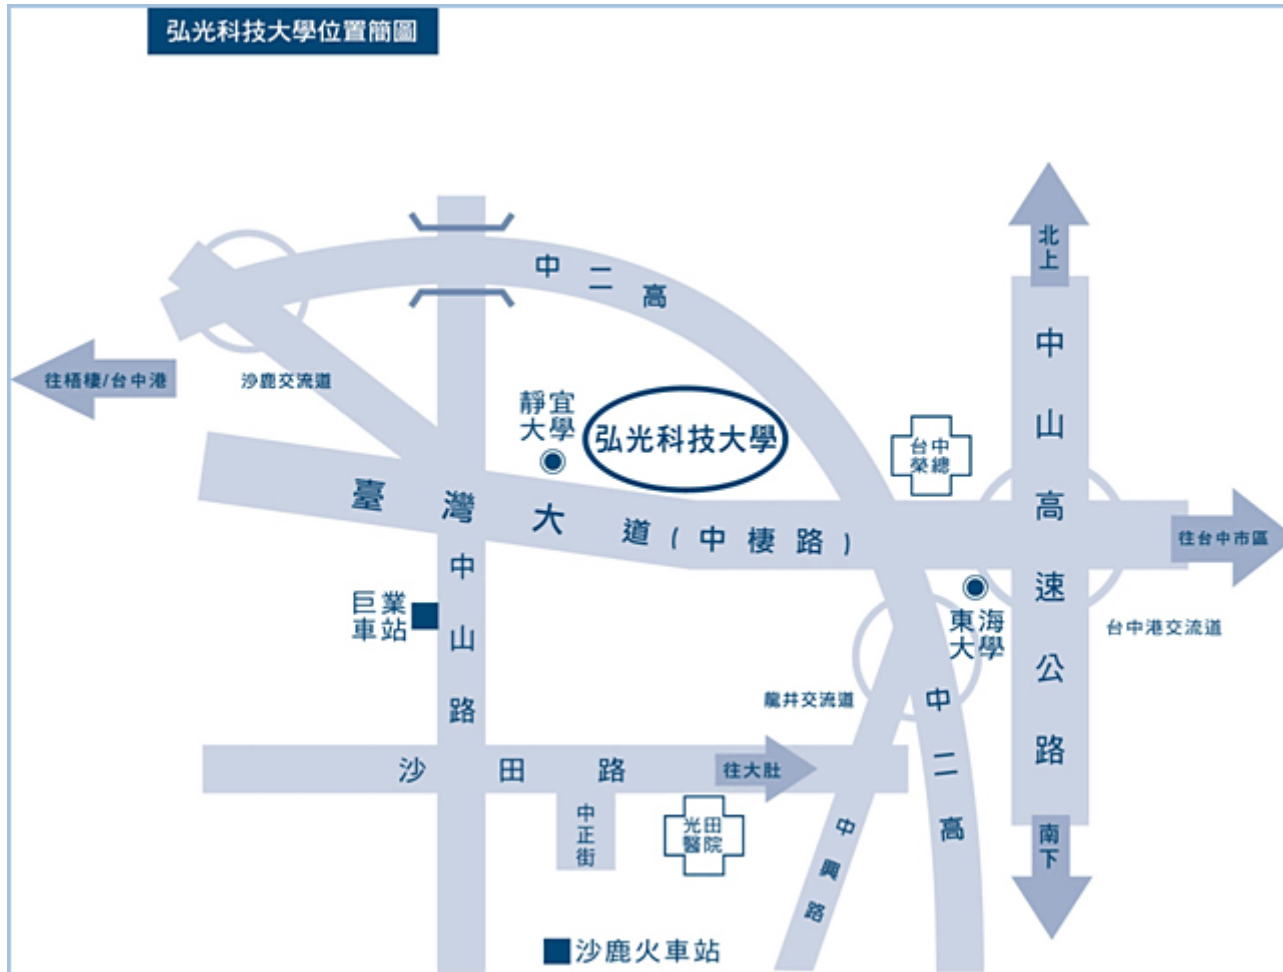 弘光科技大學位置簡圖
北上
中二高
中山高速公路
往梧棲/台中港
沙鹿交流道
靜宜
大學
弘光科技大學
台中
榮總
臺灣大道(中棲路)
往台中市區
中山路
巨業
車站
東海
大學
台中港交流道
龍井交流道
中二高
沙田路
往大肚
中正街
光田
醫院
中興路
南下
沙鹿火車站